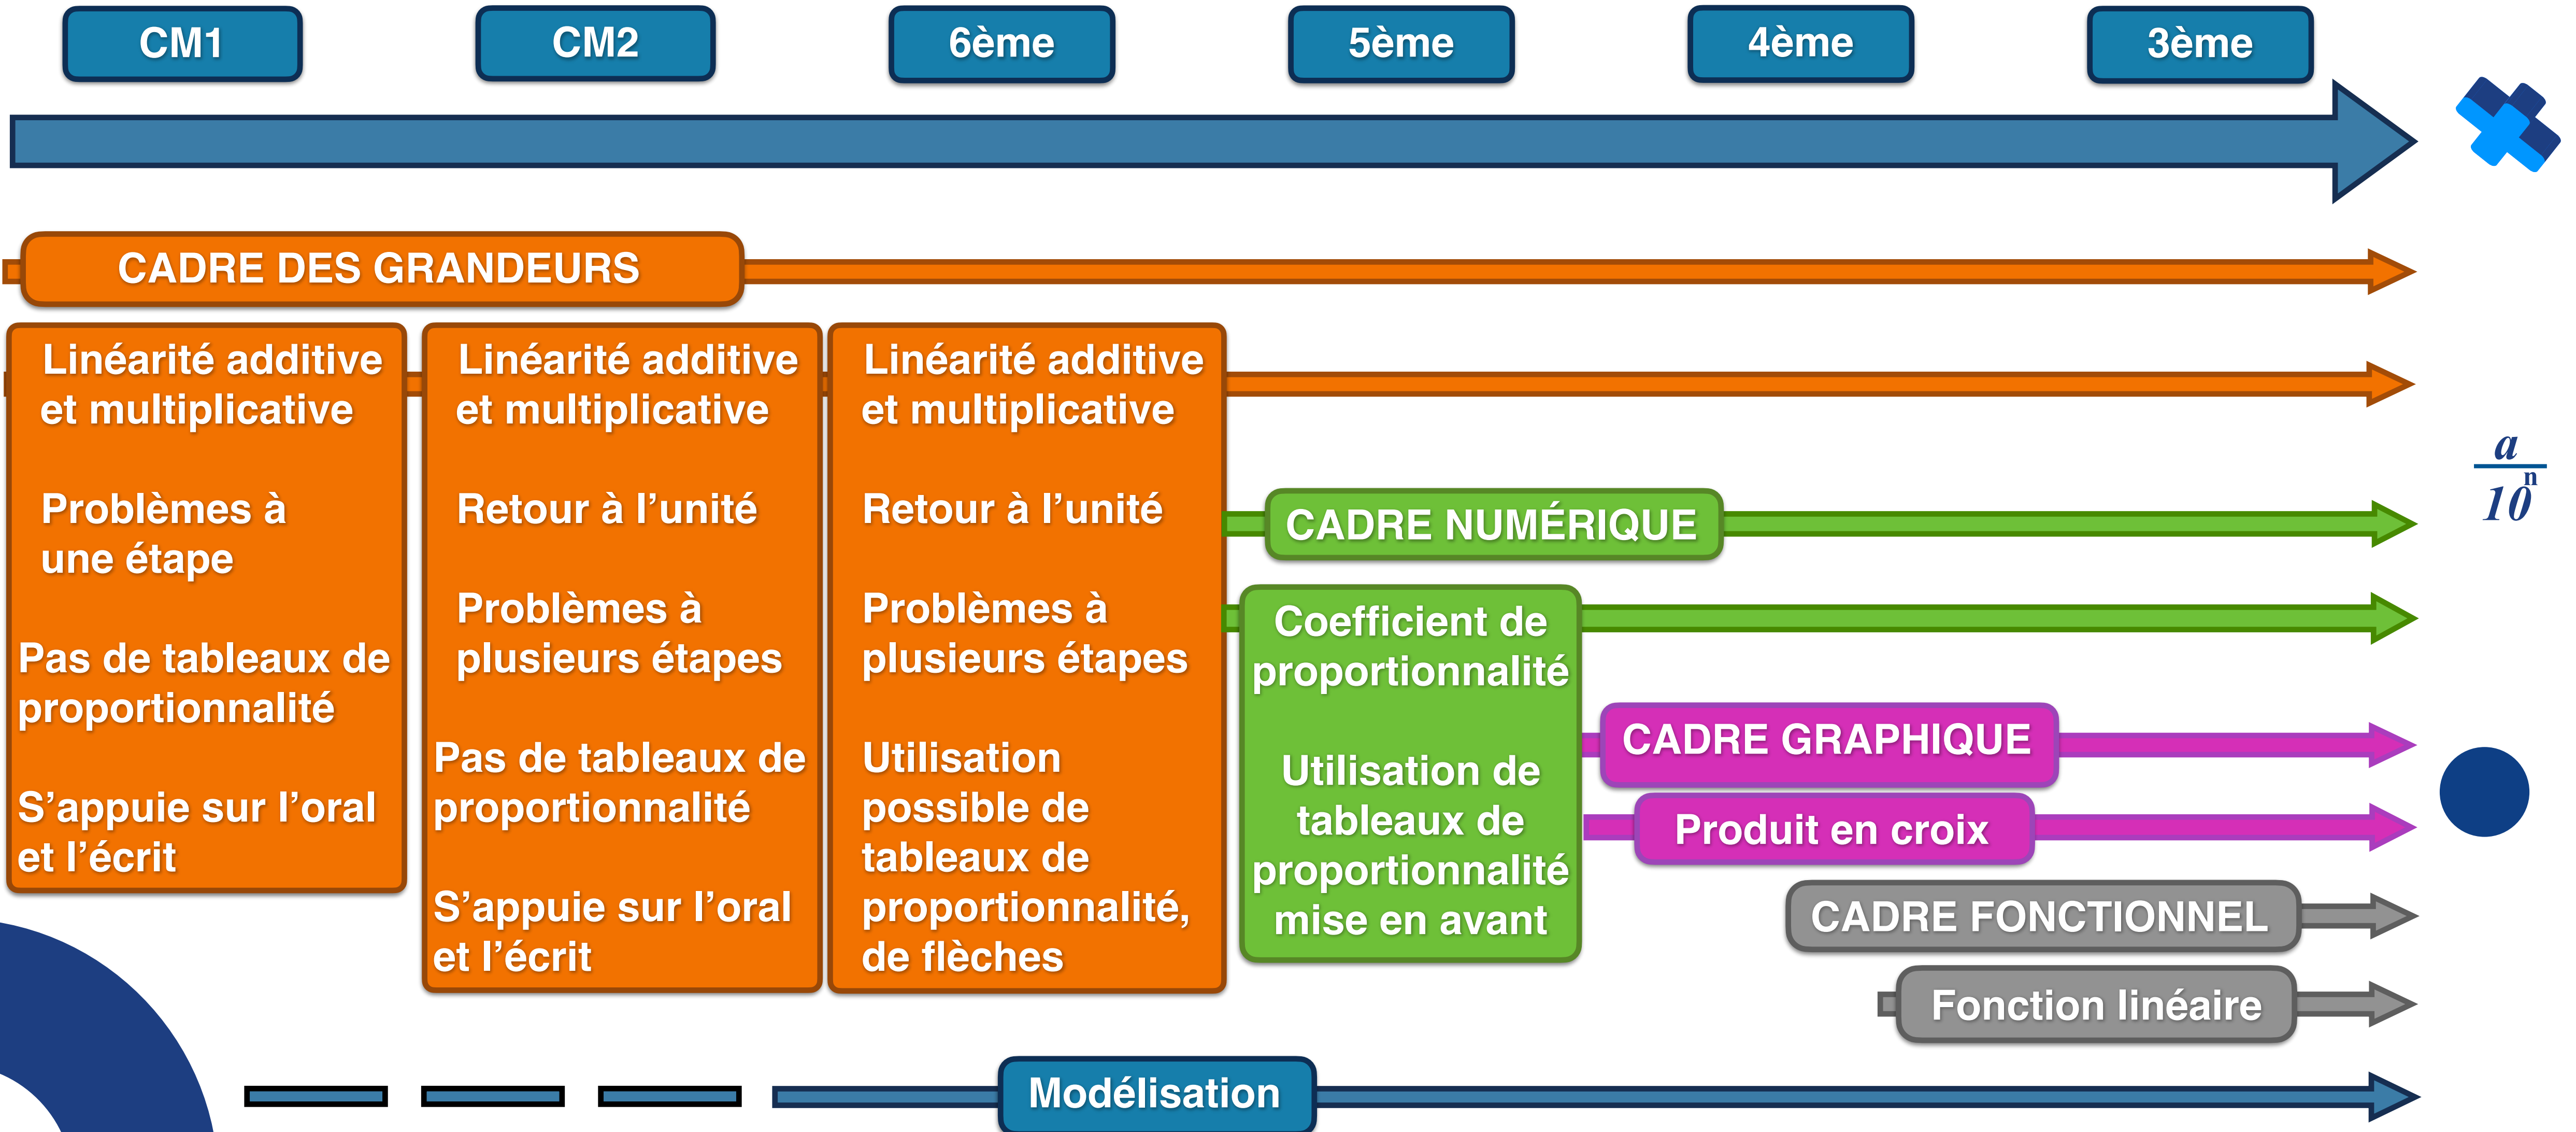 CM1
CM2
6ème
5ème
4ème
3ème
CADRE DES GRANDEURS
Linéarité additive
et multiplicative
Problèmes à
une étape
Pas de tableaux de
proportionnalité
S’appuie sur l’oral
et l’écrit
Linéarité additive
et multiplicative
Retour à l’unité
Problèmes à
plusieurs étapes
Pas de tableaux de
proportionnalité
S’appuie sur l’oral
et l’écrit
Linéarité additive
et multiplicative
Retour à l’unité
Problèmes à
plusieurs étapes
Utilisation
possible de
tableaux de
proportionnalité,
de flèches
CADRE NUMÉRIQUE
Coefficient de
proportionnalité
Utilisation de
tableaux de
proportionnalité
mise en avant
CADRE GRAPHIQUE
Produit en croix
CADRE FONCTIONNEL
Fonction linéaire
Modélisation
a
10ⁿ